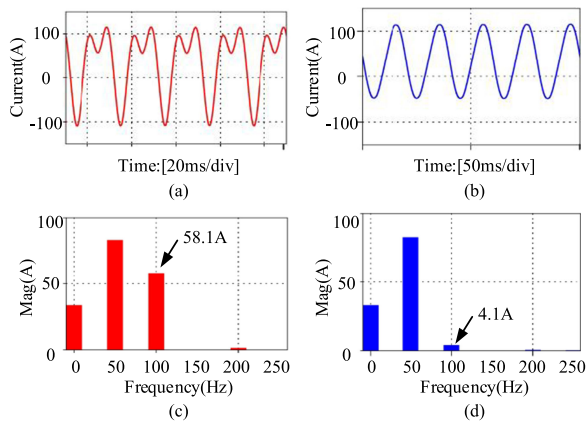 Current(A)
100
0
-100
Time:[20ms/div]
(a)
Current(A)
100
0
-100
Time:[50ms/div]
(b)
Mag(A)
100
50
0
58.1A
0 50 100 150 200 250
Frequency(Hz)
(c)
Mag(A)
100
50
0
4.1A
0 50 100 150 200 250
Frequency(Hz)
(d)